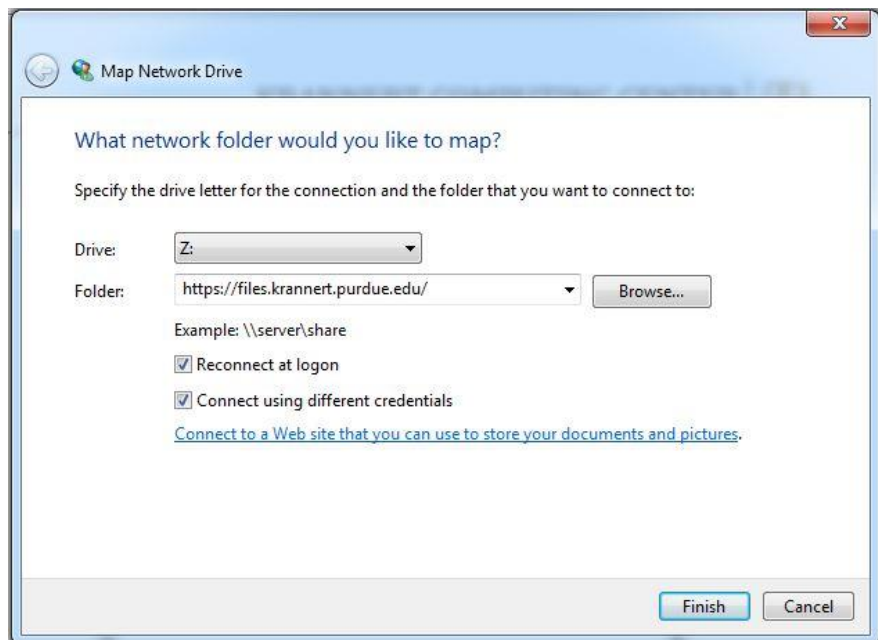 Map Network Drive
What network folder would you like to map?
Specify the drive letter for the connection and the folder that you want to connect to:
Drive: Z:
Folder: https://files.krannert.purdue.edu/ Browse...
Example: \\server\share
Reconnect at logon
Connect using different credentials
Connect to a Web site that you can use to store your documents and pictures.
Finish Cancel